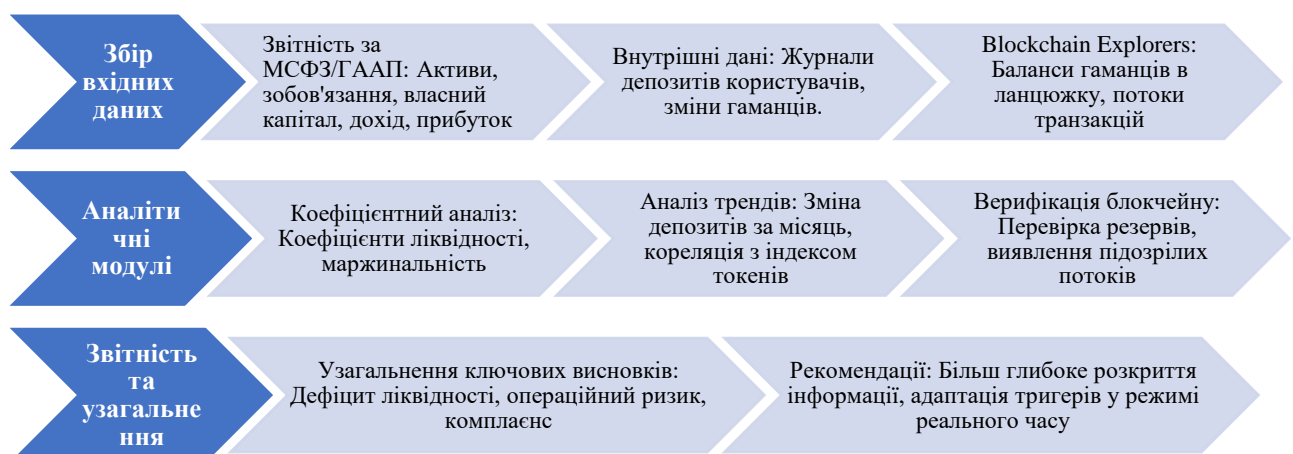 Збір
вхідних
даних
Звітність за
МСФЗ/ГААП: Активи,
зобов'язання, власний
капітал, дохід, прибуток
Внутрішні дані: Журнали
депозитів користувачів,
зміни гаманців.
Blockchain Explorers:
Баланси гаманців в
ланцюжку, потоки
транзакцій
Аналіти
чні
модулі
Коефіцієнтний аналіз:
Коефіцієнти ліквідності,
маржинальність
Аналіз трендів: Зміна
депозитів за місяць,
кореляція з індексом
токенів
Верифікація блокчейну:
Перевірка резервів,
виявлення підозрілих
потоків
Звітність
та
узагальне
ння
Узагальнення ключових висновків:
Дефіцит ліквідності, операційний ризик,
комплаєнс
Рекомендації: Більш глибоке розкриття
інформації, адаптація тригерів у режимі
реального часу